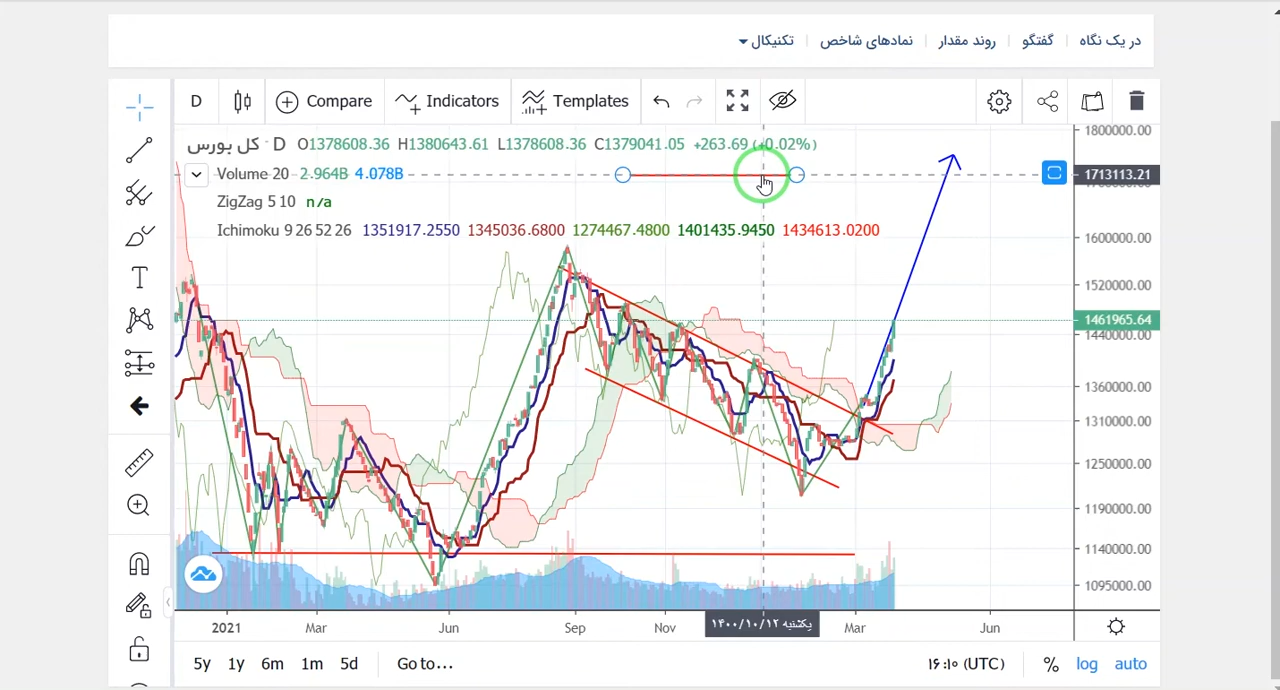 در یک نگاه گفتگو روند مقدار نمادهای شاخص تکنیکال
D Compare Indicators Templates
کل بورس · D O1378608.36 H1380643.61 L1378608.36 C1379041.05 +263.69 (+0.02%)
Volume 20 2.964B 4.078B
ZigZag 5 10 n/a
Ichimoku 9 26 52 26 1351917.2550 1345036.6800 1274467.4800 1401435.9450 1434613.0200
1800000.00
1713113.21
1600000.00
1520000.00
1461965.64
1440000.00
1360000.00
1310000.00
1250000.00
1190000.00
1140000.00
1095000.00
2021 Mar Jun Sep Nov یکشنبه ۱۴۰۰/۱۰/۱۲ Mar Jun
5y 1y 6m 1m 5d Go to... ۱۶:۱۰ (UTC) % log auto